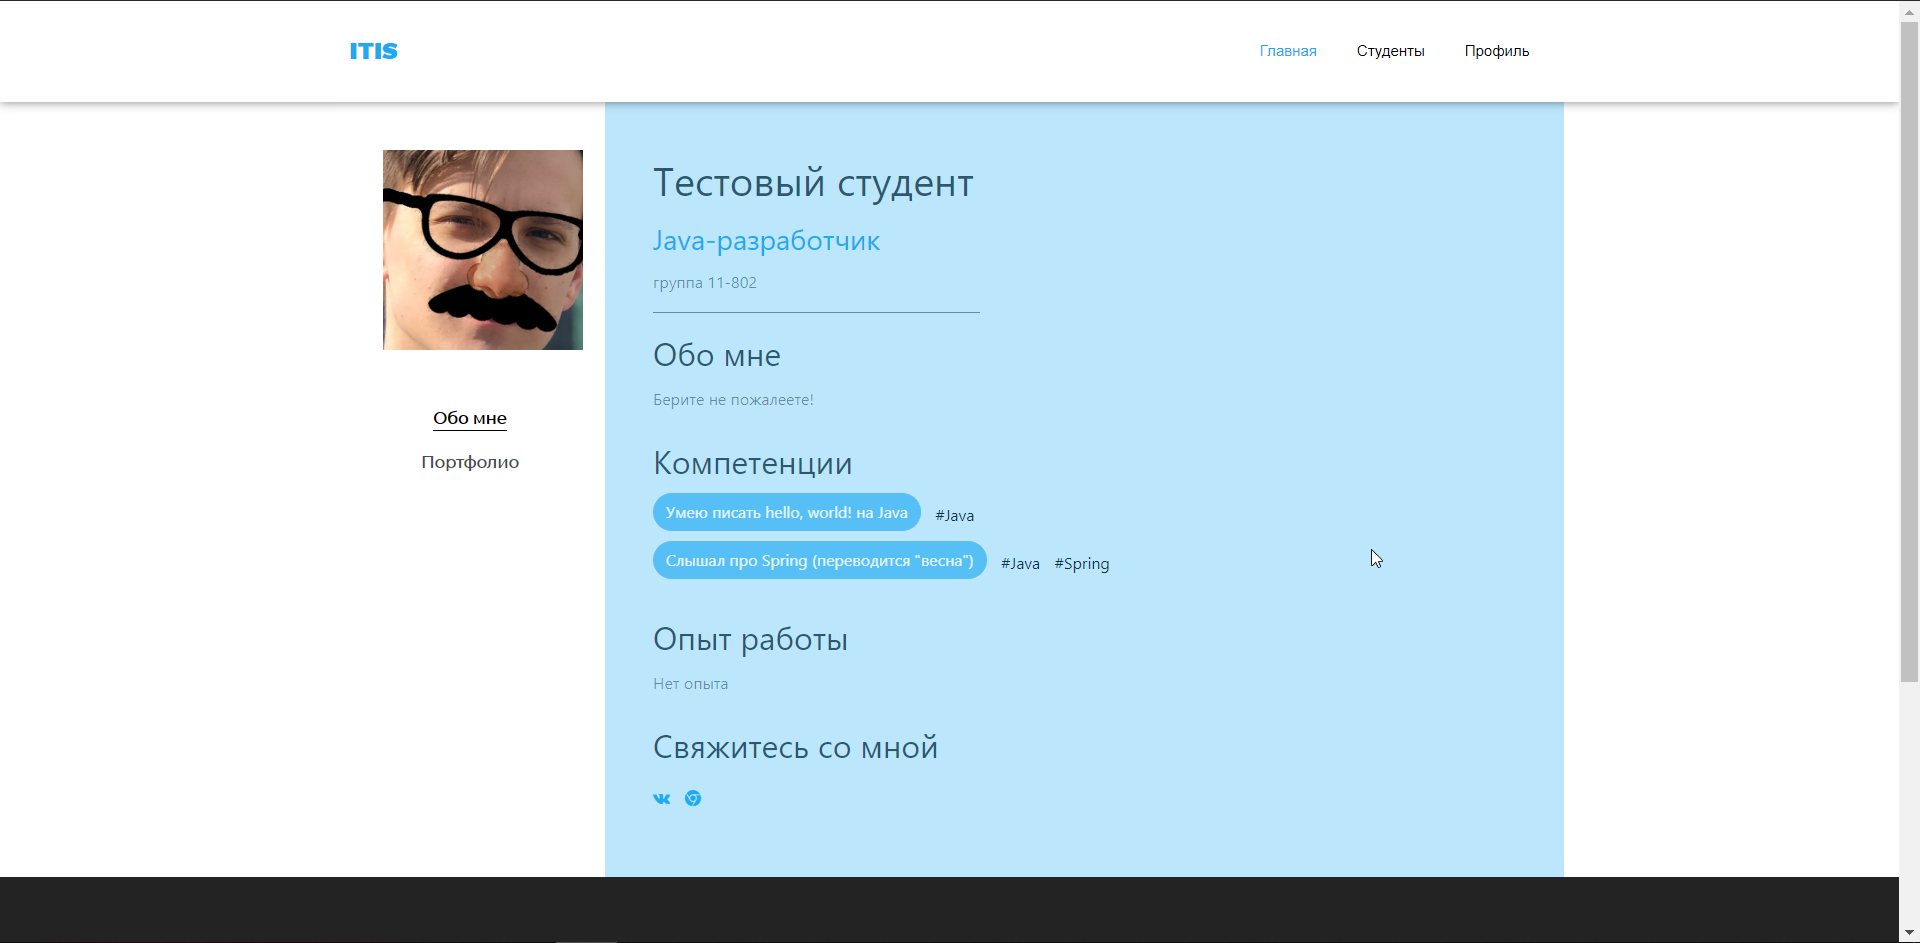 ITIS
Главная Студенты Профиль
Обо мне
Портфолио
Тестовый студент
Java-разработчик
группа 11-802
Обо мне
Берите не пожалеете!
Компетенции
Умею писать hello, world! на Java #Java
Слышал про Spring (переводится "весна") #Java #Spring
Опыт работы
Нет опыта
Свяжитесь со мной